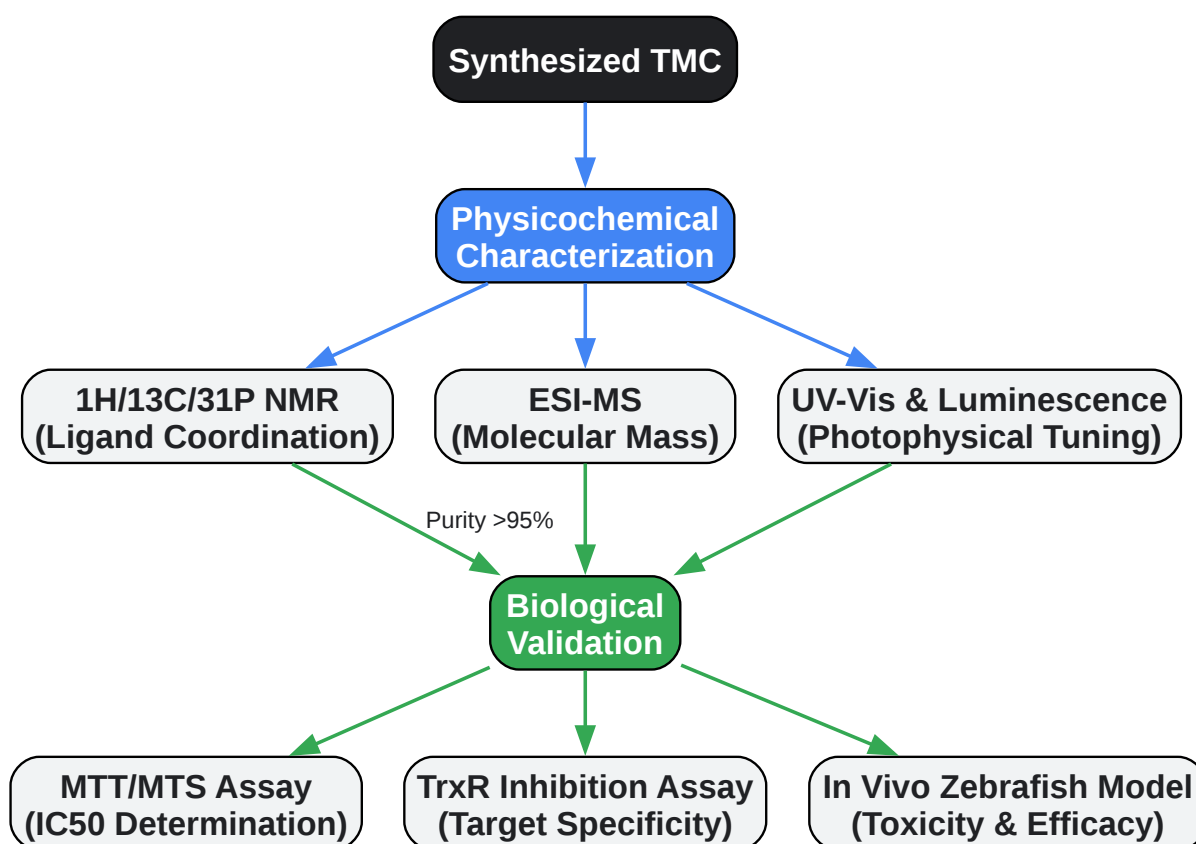 Synthesized TMC
Physicochemical
Characterization
1H/13C/31P NMR
(Ligand Coordination)
ESI-MS
(Molecular Mass)
UV-Vis & Luminescence
(Photophysical Tuning)
Purity >95%
Biological
Validation
MTT/MTS Assay
(IC50 Determination)
TrxR Inhibition Assay
(Target Specificity)
In Vivo Zebrafish Model
(Toxicity & Efficacy)